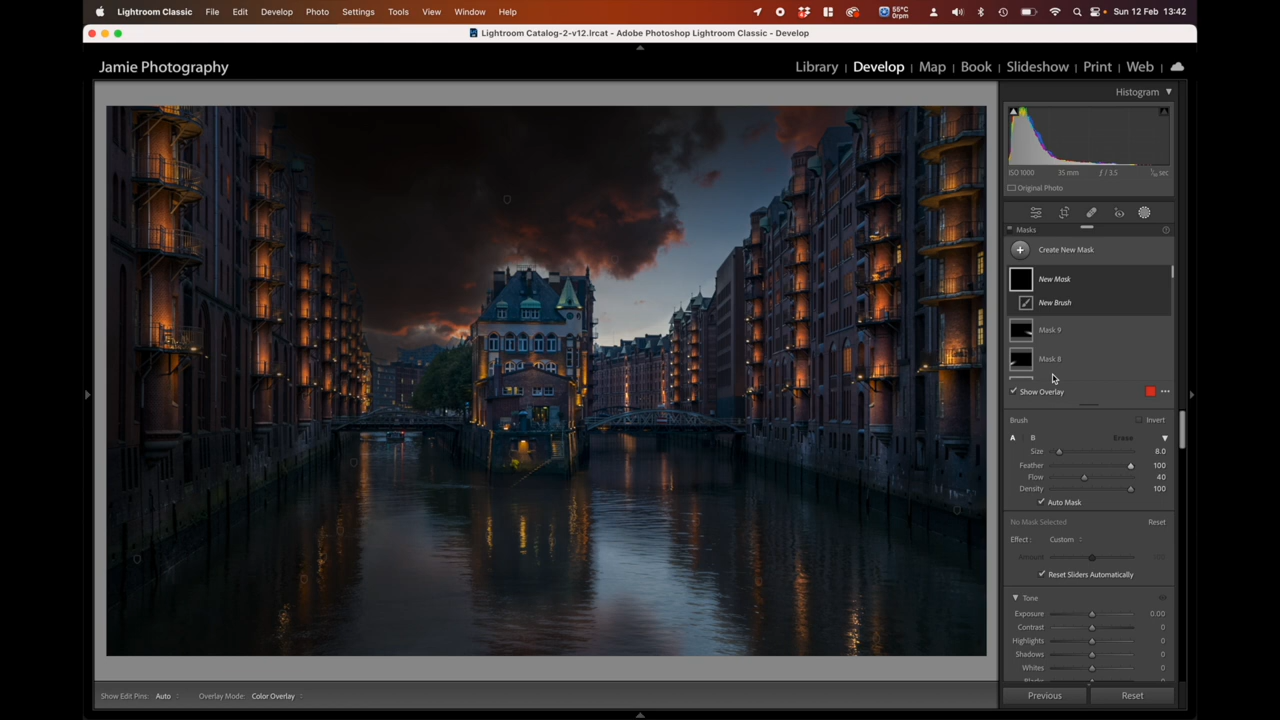 Lightroom Classic File Edit Develop Photo Settings Tools View Window Help 55°C 0rpm Sun 12 Feb 13:42
Lightroom Catalog-2-v12.lrcat - Adobe Photoshop Lightroom Classic - Develop
Jamie Photography Library | Develop | Map | Book | Slideshow | Print | Web
Histogram
ISO 1000 35 mm ƒ / 3.5
Original Photo
Masks
Create New Mask
New Mask
New Brush
Mask 9
Mask 8
Show Overlay
Brush Invert
A B Erase
Size 8.0
Feather 100
Flow 40
Density 100
Auto Mask
No Mask Selected Reset
Effect : Custom
Amount 100
Reset Sliders Automatically
Tone
Exposure 0.00
Contrast 0
Highlights 0
Shadows 0
Whites 0
Show Edit Pins: Auto Overlay Mode: Color Overlay Previous Reset